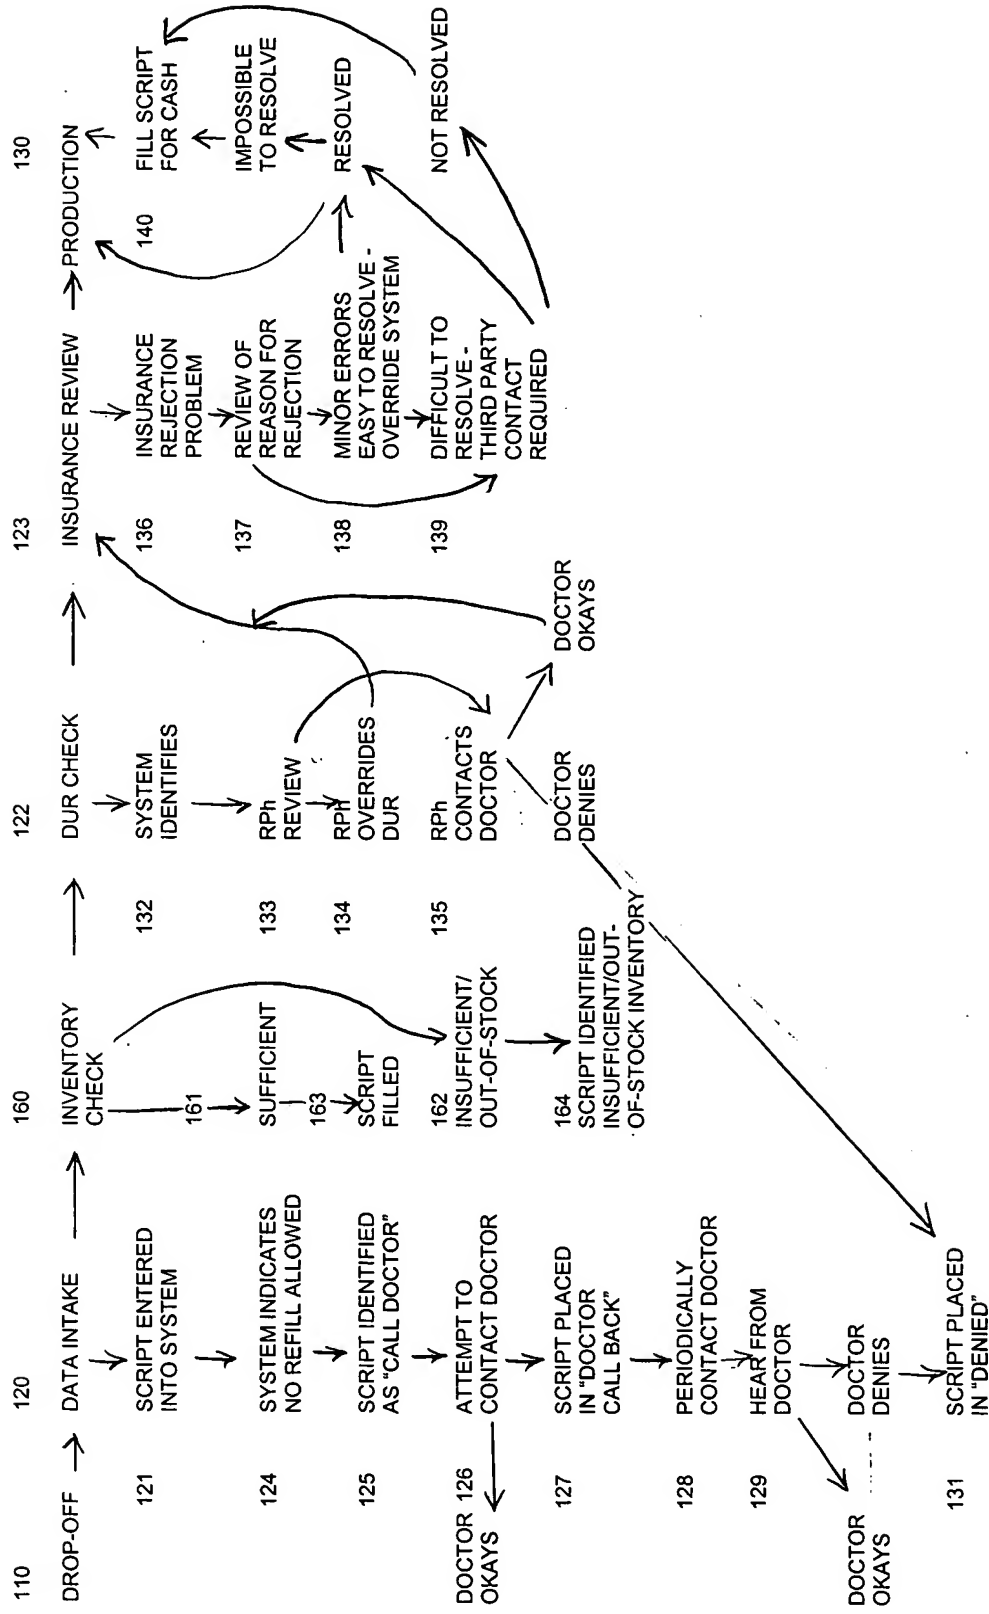 110
DROP-OFF
120
DATA INTAKE
121
SCRIPT ENTERED
INTO SYSTEM
124
SYSTEM INDICATES
NO REFILL ALLOWED
125
SCRIPT IDENTIFIED
AS "CALL DOCTOR"
126
ATTEMPT TO
CONTACT DOCTOR
DOCTOR
OKAYS
127
SCRIPT PLACED
IN "DOCTOR
CALL BACK"
128
PERIODICALLY
CONTACT DOCTOR
129
HEAR FROM
DOCTOR
DOCTOR
OKAYS
DOCTOR
DENIES
131
SCRIPT PLACED
IN "DENIED"
160
INVENTORY
CHECK
161
SUFFICIENT
163
SCRIPT
FILLED
162
INSUFFICIENT/
OUT-OF-STOCK
164
SCRIPT IDENTIFIED
INSUFFICIENT/OUT-
OF-STOCK INVENTORY
122
DUR CHECK
132
SYSTEM
IDENTIFIES
133
RPh
REVIEW
134
RPh
OVERRIDES
DUR
135
RPh
CONTACTS
DOCTOR
DOCTOR
DENIES
DOCTOR
OKAYS
123
INSURANCE REVIEW
136
INSURANCE
REJECTION
PROBLEM
137
REVIEW OF
REASON FOR
REJECTION
138
MINOR ERRORS
EASY TO RESOLVE -
OVERRIDE SYSTEM
139
DIFFICULT TO
RESOLVE -
THIRD PARTY
CONTACT
REQUIRED
130
PRODUCTION
140
FILL SCRIPT
FOR CASH
IMPOSSIBLE
TO RESOLVE
RESOLVED
NOT RESOLVED